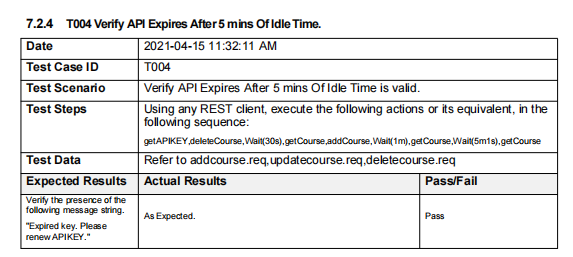 7.2.4 T004 Verify API Expires After 5 mins Of Idle Time.
Date 2021-04-15 11:32:11 AM
Test Case ID T004
Test Scenario Verify API Expires After 5 mins Of Idle Time is valid.
Test Steps Using any REST client, execute the following actions or its equivalent, in the
following sequence:
getAPIKEY,deleteCourse,Wait(30s),getCourse,addCourse,Wait(1m),getCourse,Wait(5m1s),getCourse
Test Data Refer to addcourse.req,updatecourse.req,deletecourse.req
Expected Results Actual Results Pass/Fail
Verify the presence of the
following message string.
"Expired key. Please
renew APIKEY."
As Expected.
Pass